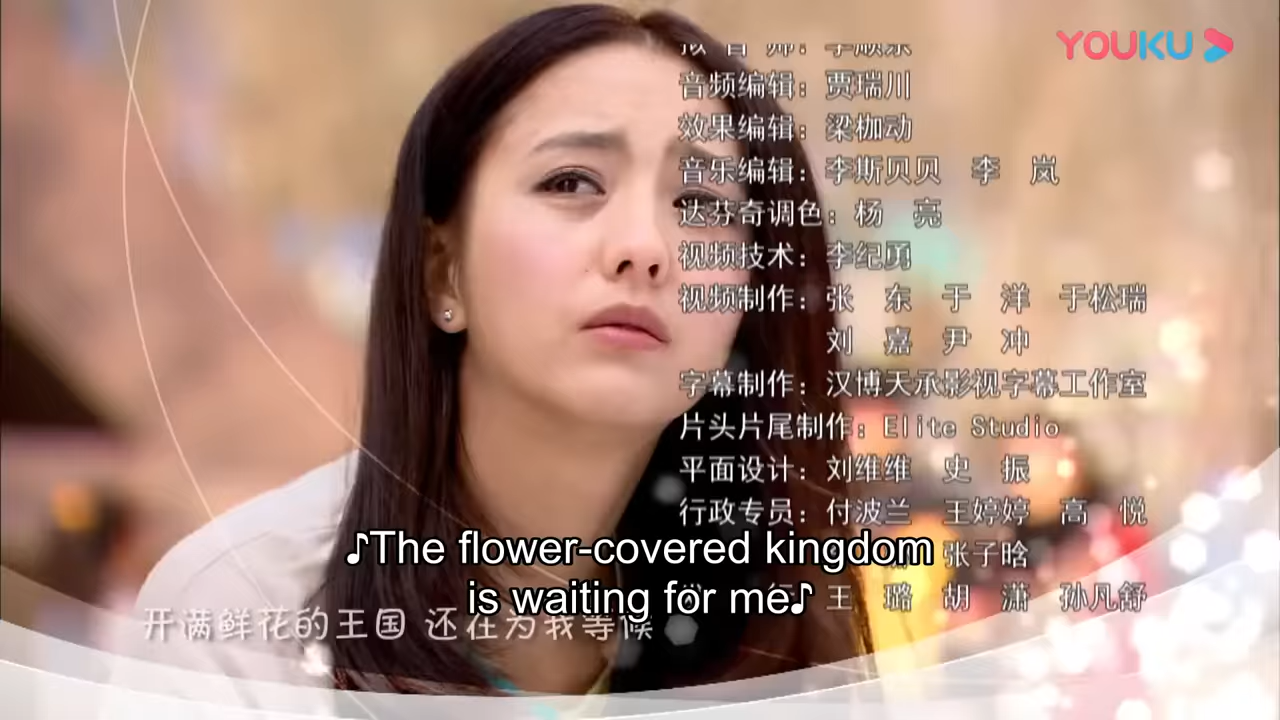 YOUKU
音频编辑：贾瑞川
效果编辑：梁枷动
音乐编辑：李斯贝贝 李 岚
达芬奇调色：杨 亮
视频技术：李纪勇
视频制作：张 东 于 洋 于松瑞
刘 嘉 尹 冲
字幕制作：汉博天承影视字幕工作室
片头片尾制作：Elite Studio
平面设计：刘维维 史 振
行政专员：付波兰 王婷婷 高 悦
♪The flower-covered kingdom
张子晗
is waiting for me♪
王 璐 胡 潇 孙凡舒
开满鲜花的王国 还在为我等候